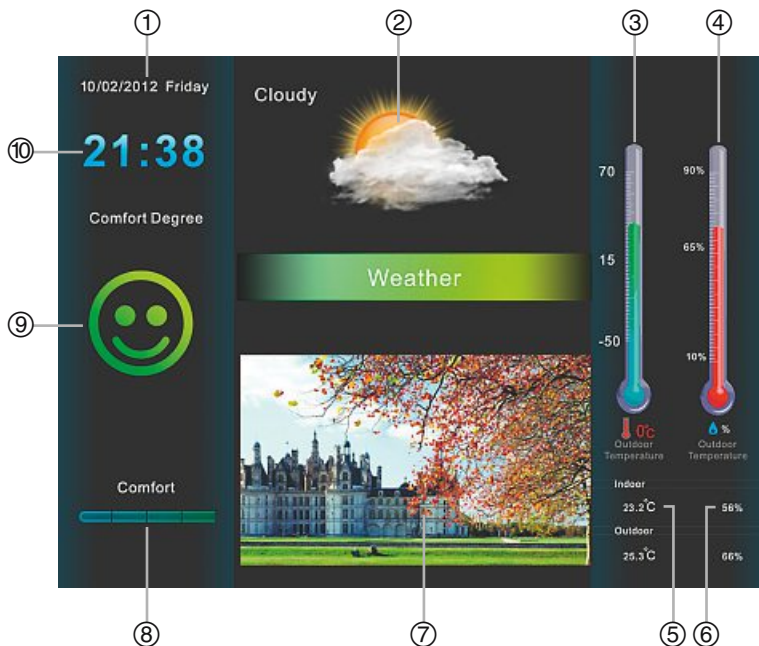 ① ② ③ ④
10/02/2012 Friday
21:38
⑩
Comfort Degree
⑨
Comfort
⑧
Cloudy
Weather
⑦
70
15
-50
0℃
Outdoor
Temperature
90%
65%
10%
%
Outdoor
Temperature
Indoor
23.2℃ 56%
Outdoor
25.3℃ 66%
⑤ ⑥